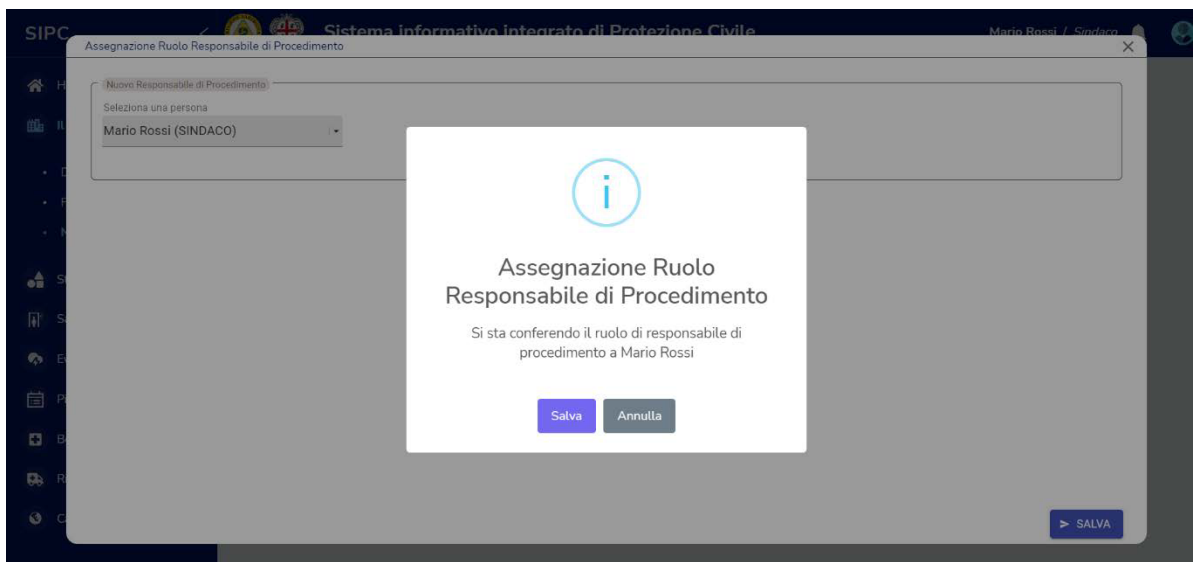 SIPC
Sistema informativo integrato di Protezione Civile
Mario Rossi / Sindaco
Assegnazione Ruolo Responsabile di Procedimento
Nuovo Responsabile di Procedimento
Seleziona una persona
Mario Rossi (SINDACO)
i
Assegnazione Ruolo
Responsabile di Procedimento
Si sta conferendo il ruolo di responsabile di
procedimento a Mario Rossi
Salva Annulla
SALVA